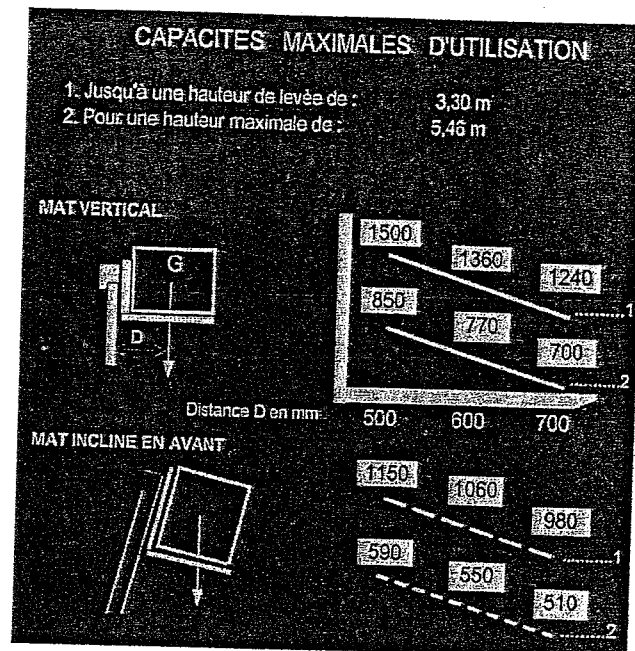 CAPACITES MAXIMALES D'UTILISATION
1. Jusqu'à une hauteur de levée de : 3,30 m
2. Pour une hauteur maximale de : 5,46 m
MAT VERTICAL
G
D
1500
1360
1240
1
850
770
700
2
Distance D en mm
500 600 700
MAT INCLINE EN AVANT
1150
1060
980
1
590
550
510
2